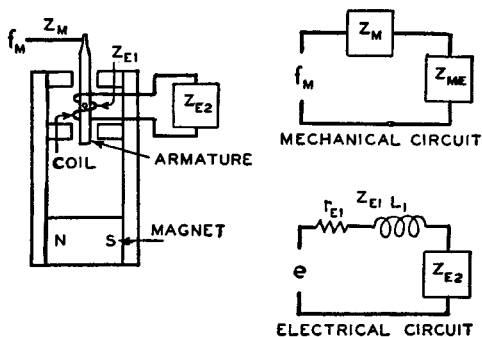 f_M Z_M
Z_E1
Z_E2
COIL
ARMATURE
N S
MAGNET
f_M
Z_M
Z_ME
MECHANICAL CIRCUIT
r_E1 Z_E1 L_1
e
Z_E2
ELECTRICAL CIRCUIT